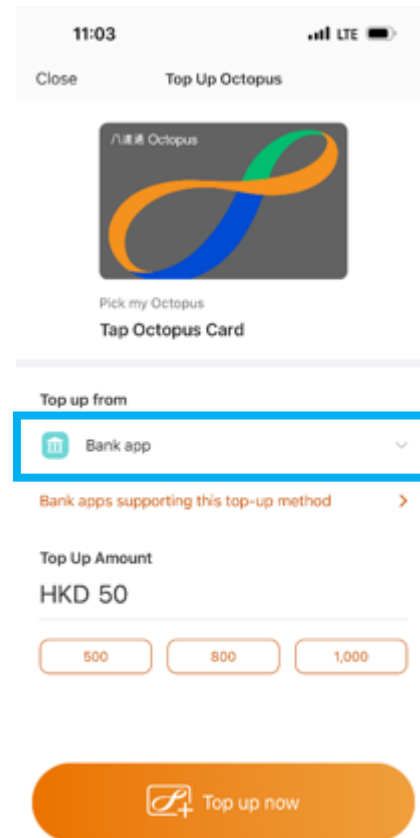 11:03 LTE
Close Top Up Octopus
八達通 Octopus
Pick my Octopus
Tap Octopus Card
Top up from
Bank app
Bank apps supporting this top-up method
Top Up Amount
HKD 50
500 800 1,000
Top up now